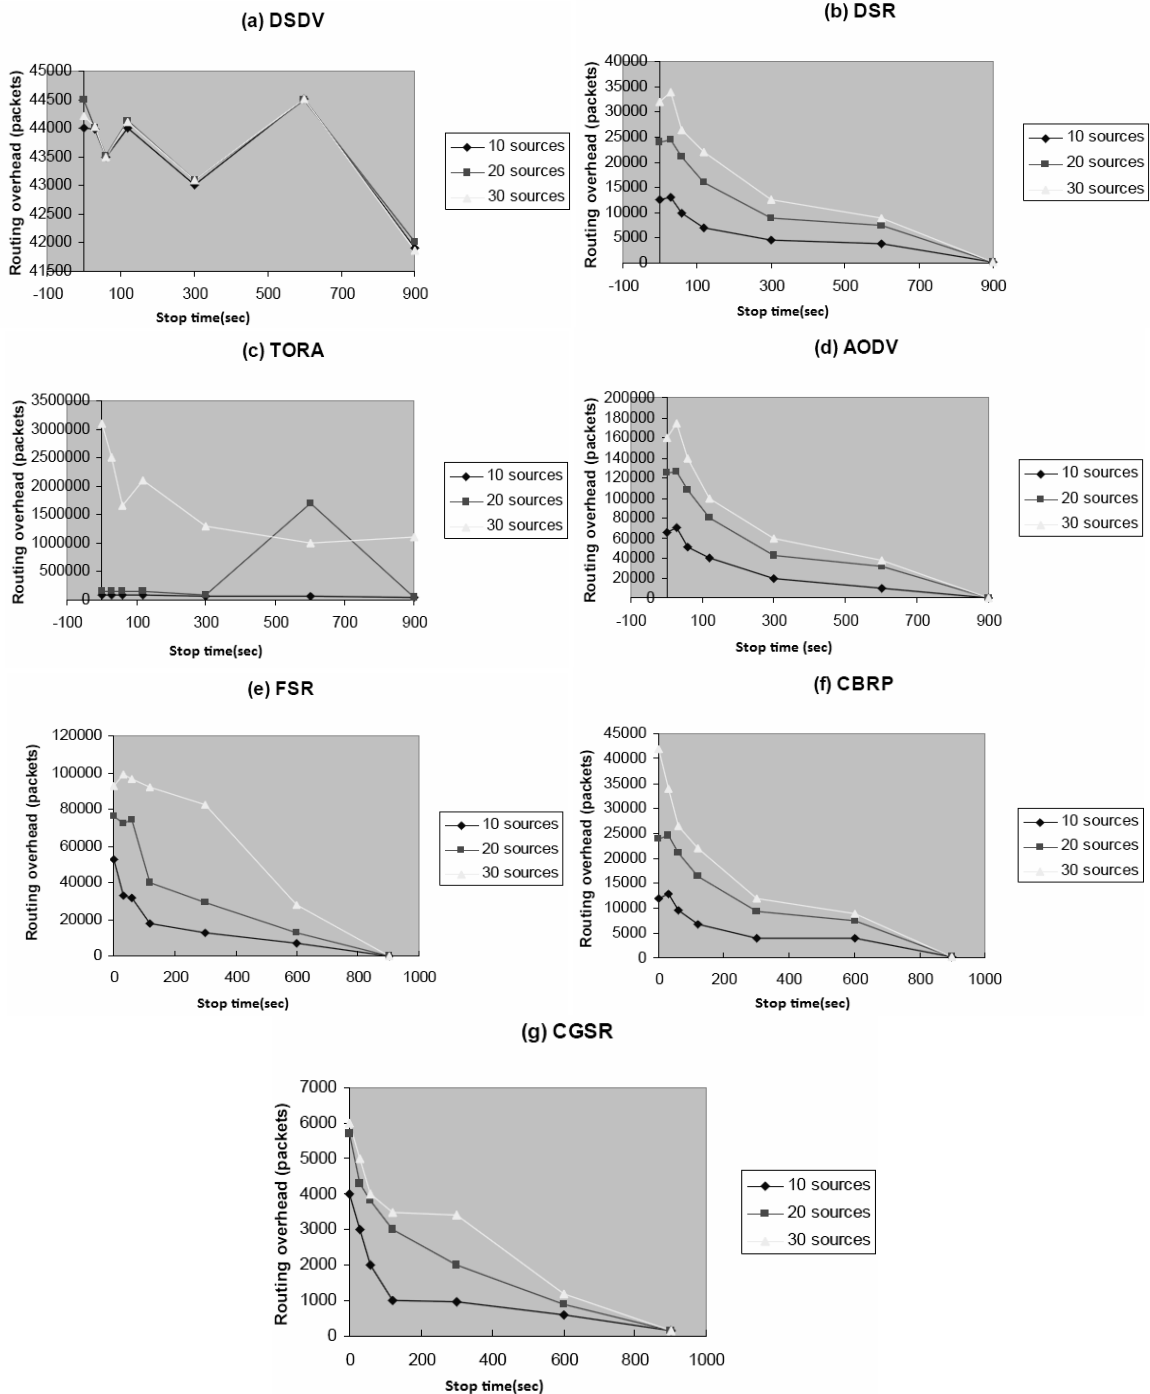 (a) DSDV
Routing overhead (packets)
45000
44500
44000
43500
43000
42500
42000
41500
-100 100 300 500 700 900
Stop time(sec)
10 sources
20 sources
30 sources
(b) DSR
Routing overhead (packets)
40000
35000
30000
25000
20000
15000
10000
5000
0
-100 100 300 500 700 900
Stop time(sec)
10 sources
20 sources
30 sources
(c) TORA
Routing overhead (packets)
3500000
3000000
2500000
2000000
1500000
1000000
500000
0
-100 100 300 500 700 900
Stop time(sec)
10 sources
20 sources
30 sources
(d) AODV
Routing overhead (packets)
200000
180000
160000
140000
120000
100000
80000
60000
40000
20000
0
-100 100 300 500 700 900
Stop time (sec)
10 sources
20 sources
30 sources
(e) FSR
Routing overhead (packets)
120000
100000
80000
60000
40000
20000
0
0 200 400 600 800 1000
Stop time(sec)
10 sources
20 sources
30 sources
(f) CBRP
Routing overhead (packets)
45000
40000
35000
30000
25000
20000
15000
10000
5000
0
0 200 400 600 800 1000
Stop time(sec)
10 sources
20 sources
30 sources
(g) CGSR
Routing overhead (packets)
7000
6000
5000
4000
3000
2000
1000
0
0 200 400 600 800 1000
Stop time(sec)
10 sources
20 sources
30 sources